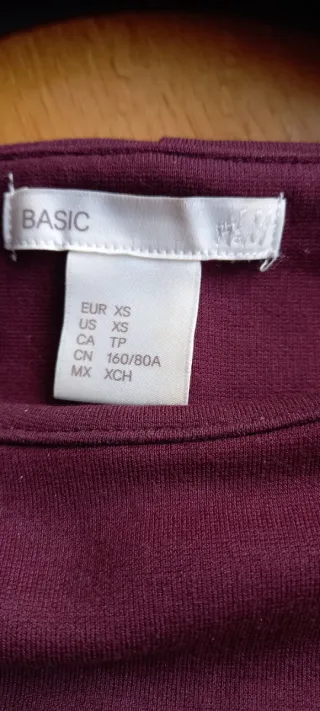 BASIC
EUR XS
US XS
CA TP
CN 160/80A
MX XCH